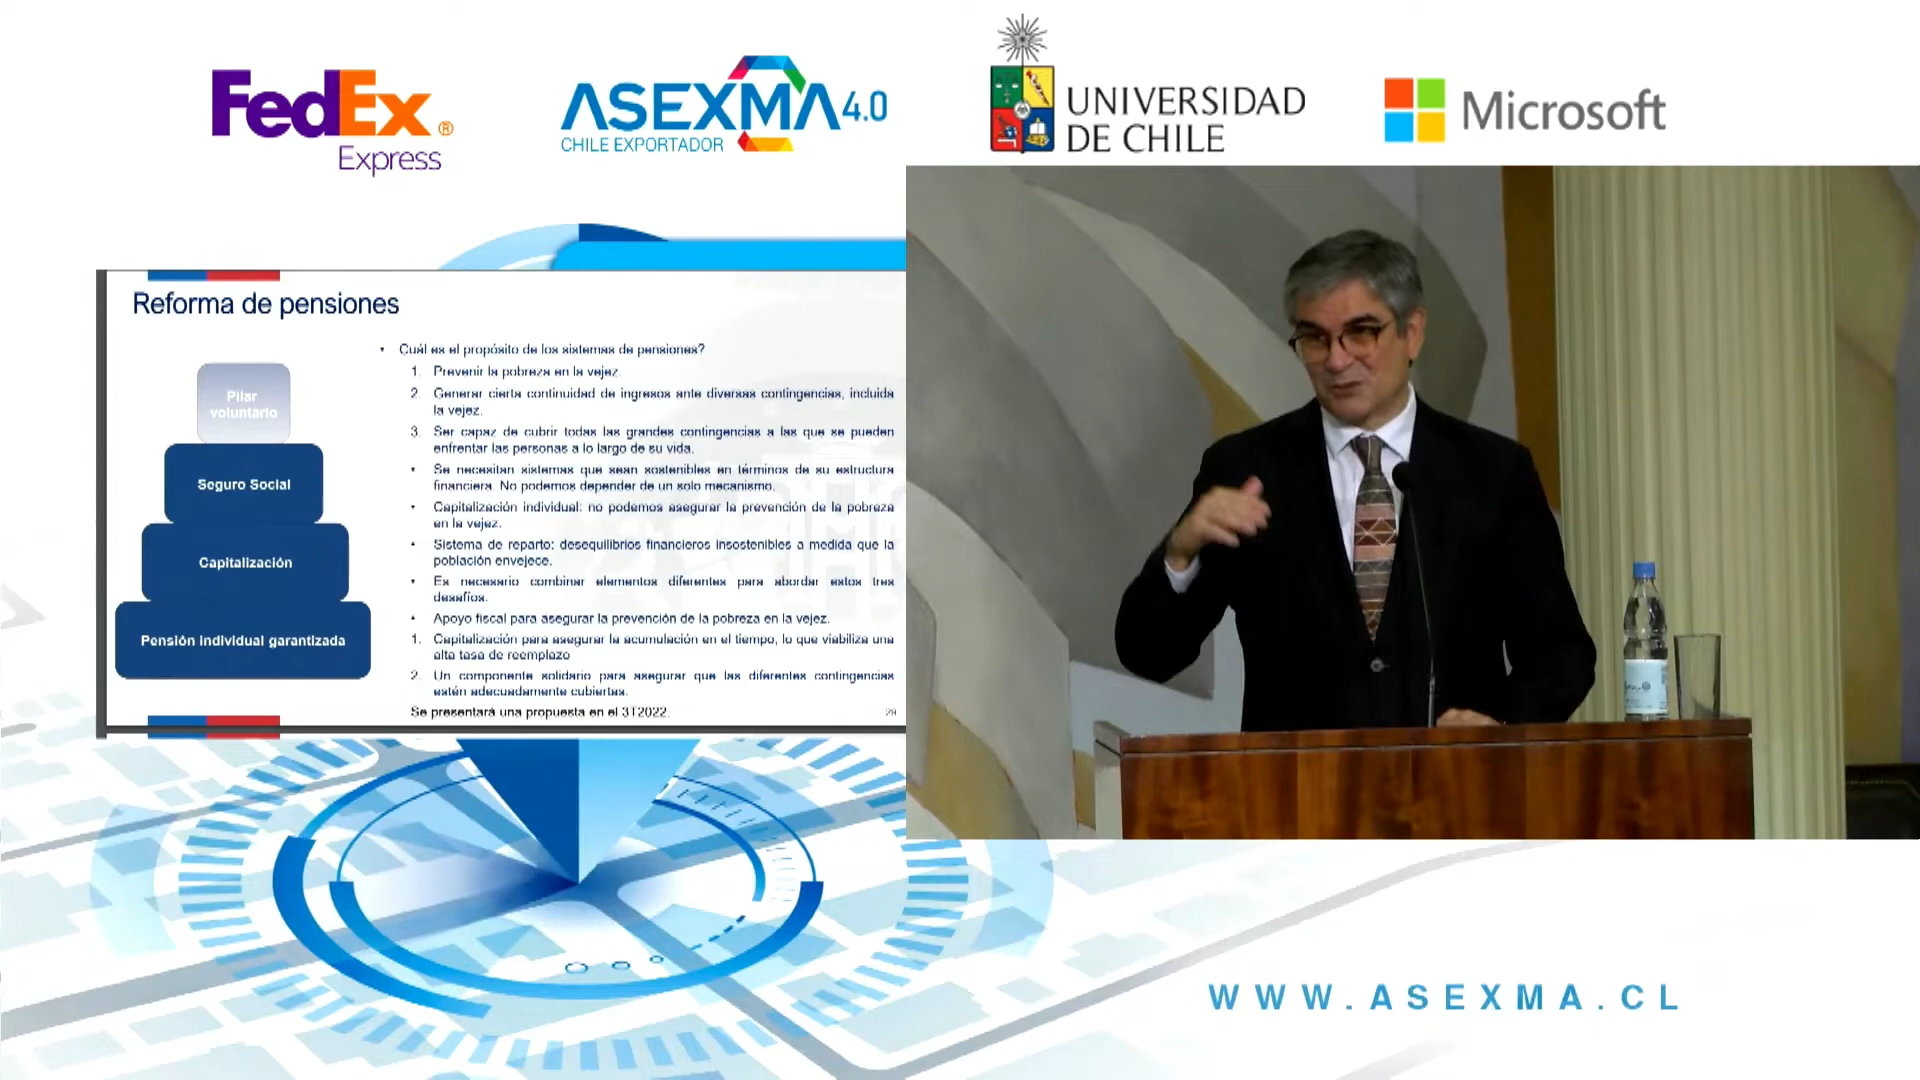 FedEx®
Express
ASEXMA 4.0
CHILE EXPORTADOR
UNIVERSIDAD
DE CHILE
Microsoft
Reforma de pensiones
Pilar
voluntario
Seguro Social
Capitalización
Pensión individual garantizada
• Cuál es el propósito de los sistemas de pensiones?
1. Prevenir la pobreza en la vejez.
2. Generar cierta continuidad de ingresos ante diversas contingencias, incluida
la vejez.
3. Ser capaz de cubrir todas las grandes contingencias a las que se pueden
enfrentar las personas a lo largo de su vida.
• Se necesitan sistemas que sean sostenibles en términos de su estructura
financiera. No podemos depender de un solo mecanismo.
• Capitalización individual: no podemos asegurar la prevención de la pobreza
en la vejez.
• Sistema de reparto: desequilibrios financieros insostenibles a medida que la
población envejece.
• Es necesario combinar elementos diferentes para abordar estos tres
desafíos.
• Apoyo fiscal para asegurar la prevención de la pobreza en la vejez.
1. Capitalización para asegurar la acumulación en el tiempo, lo que viabiliza una
alta tasa de reemplazo
2. Un componente solidario para asegurar que las diferentes contingencias
estén adecuadamente cubiertas.
Se presentará una propuesta en el 3T2022.
WWW.ASEXMA.CL